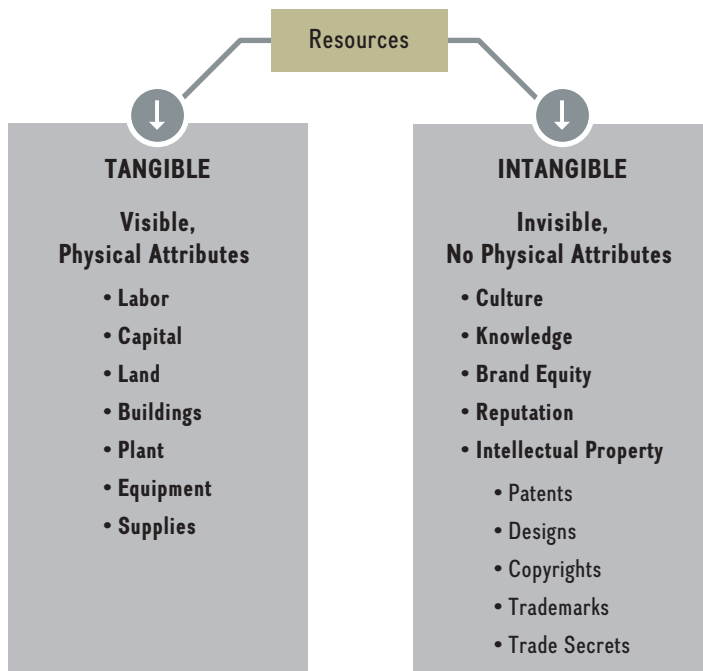 Resources
TANGIBLE
Visible,
Physical Attributes
• Labor
• Capital
• Land
• Buildings
• Plant
• Equipment
• Supplies
INTANGIBLE
Invisible,
No Physical Attributes
• Culture
• Knowledge
• Brand Equity
• Reputation
• Intellectual Property
• Patents
• Designs
• Copyrights
• Trademarks
• Trade Secrets